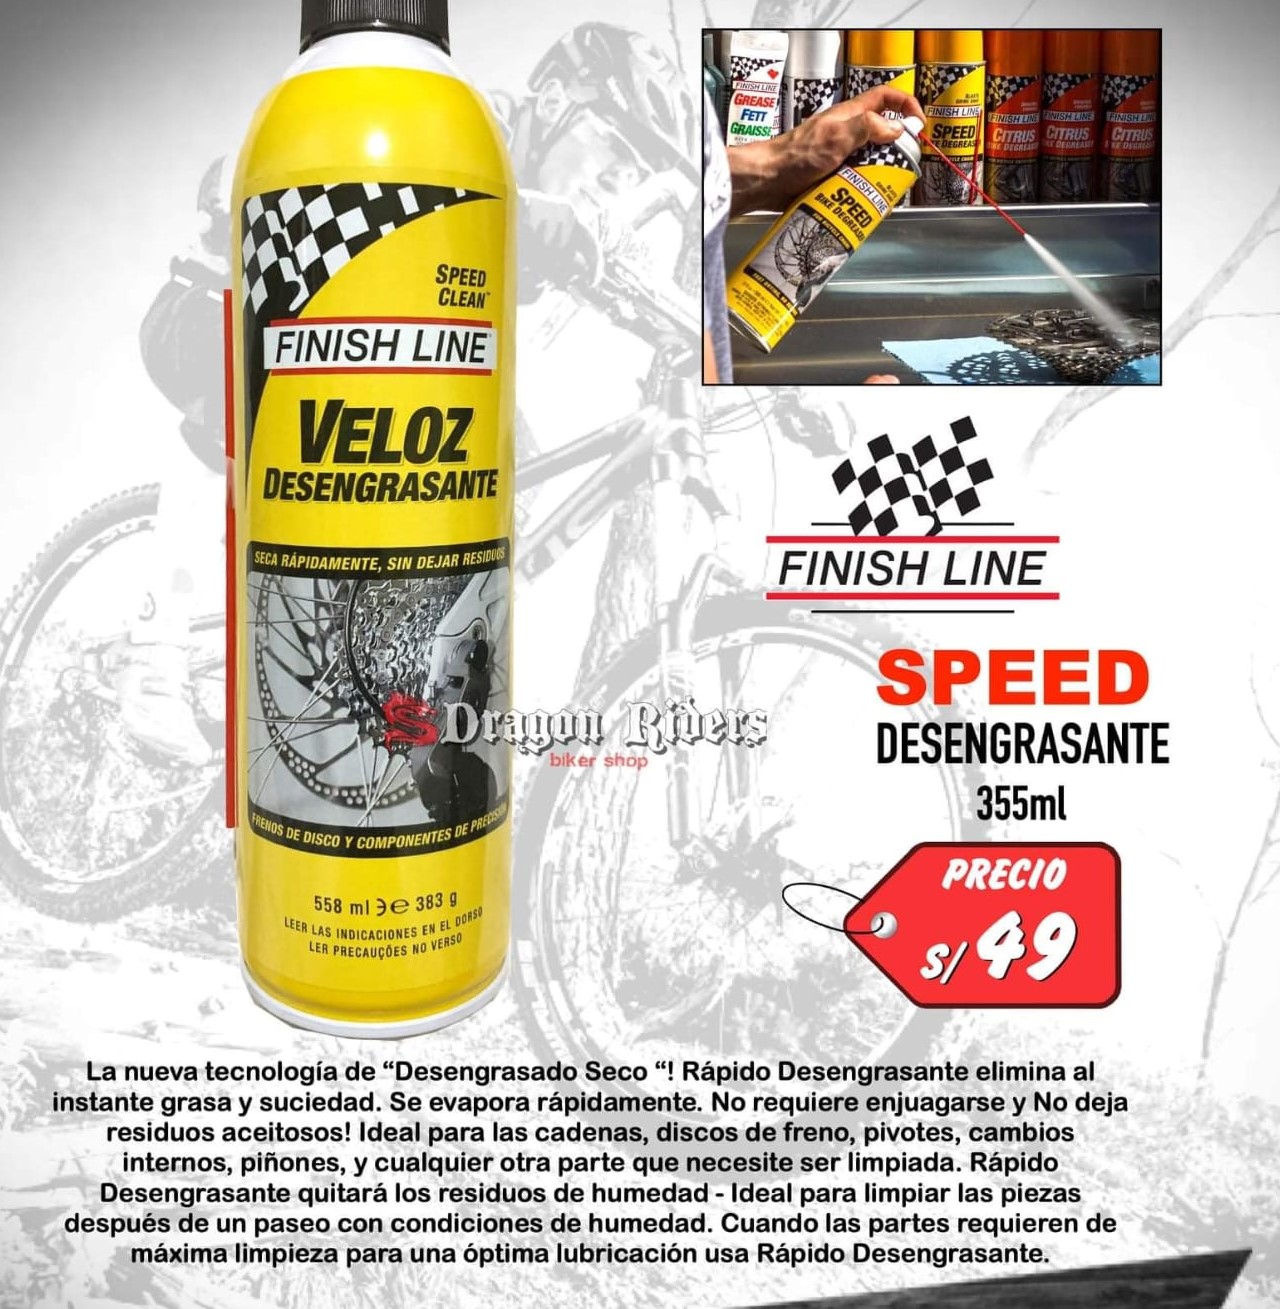 SPEED
CLEAN™
FINISH LINE
VELOZ
DESENGRASANTE
SECA RÁPIDAMENTE, SIN DEJAR RESIDUOS
FRENOS DE DISCO Y COMPONENTES DE PRECISIÓN
558 ml ℮ 383 g
LEER LAS INDICACIONES EN EL DORSO
LER PRECAUÇÕES NO VERSO
FINISH LINE
GREASE
FETT
GRAISSE
FINISH LINE
SPEED
FINISH LINE
CITRUS
BIKE DEGREASER
FINISH LINE
CITRUS
BIKE DEGREASER
FINISH LINE
CITRUS
BIKE DEGREASER
FINISH LINE
SPEED
BIKE DEGREASER
FINISH LINE
Dragon Riders
biker shop
SPEED
DESENGRASANTE
355ml
PRECIO
S/ 49
La nueva tecnología de “Desengrasado Seco “! Rápido Desengrasante elimina al
instante grasa y suciedad. Se evapora rápidamente. No requiere enjuagarse y No deja
residuos aceitosos! Ideal para las cadenas, discos de freno, pivotes, cambios
internos, piñones, y cualquier otra parte que necesite ser limpiada. Rápido
Desengrasante quitará los residuos de humedad - Ideal para limpiar las piezas
después de un paseo con condiciones de humedad. Cuando las partes requieren de
máxima limpieza para una óptima lubricación usa Rápido Desengrasante.